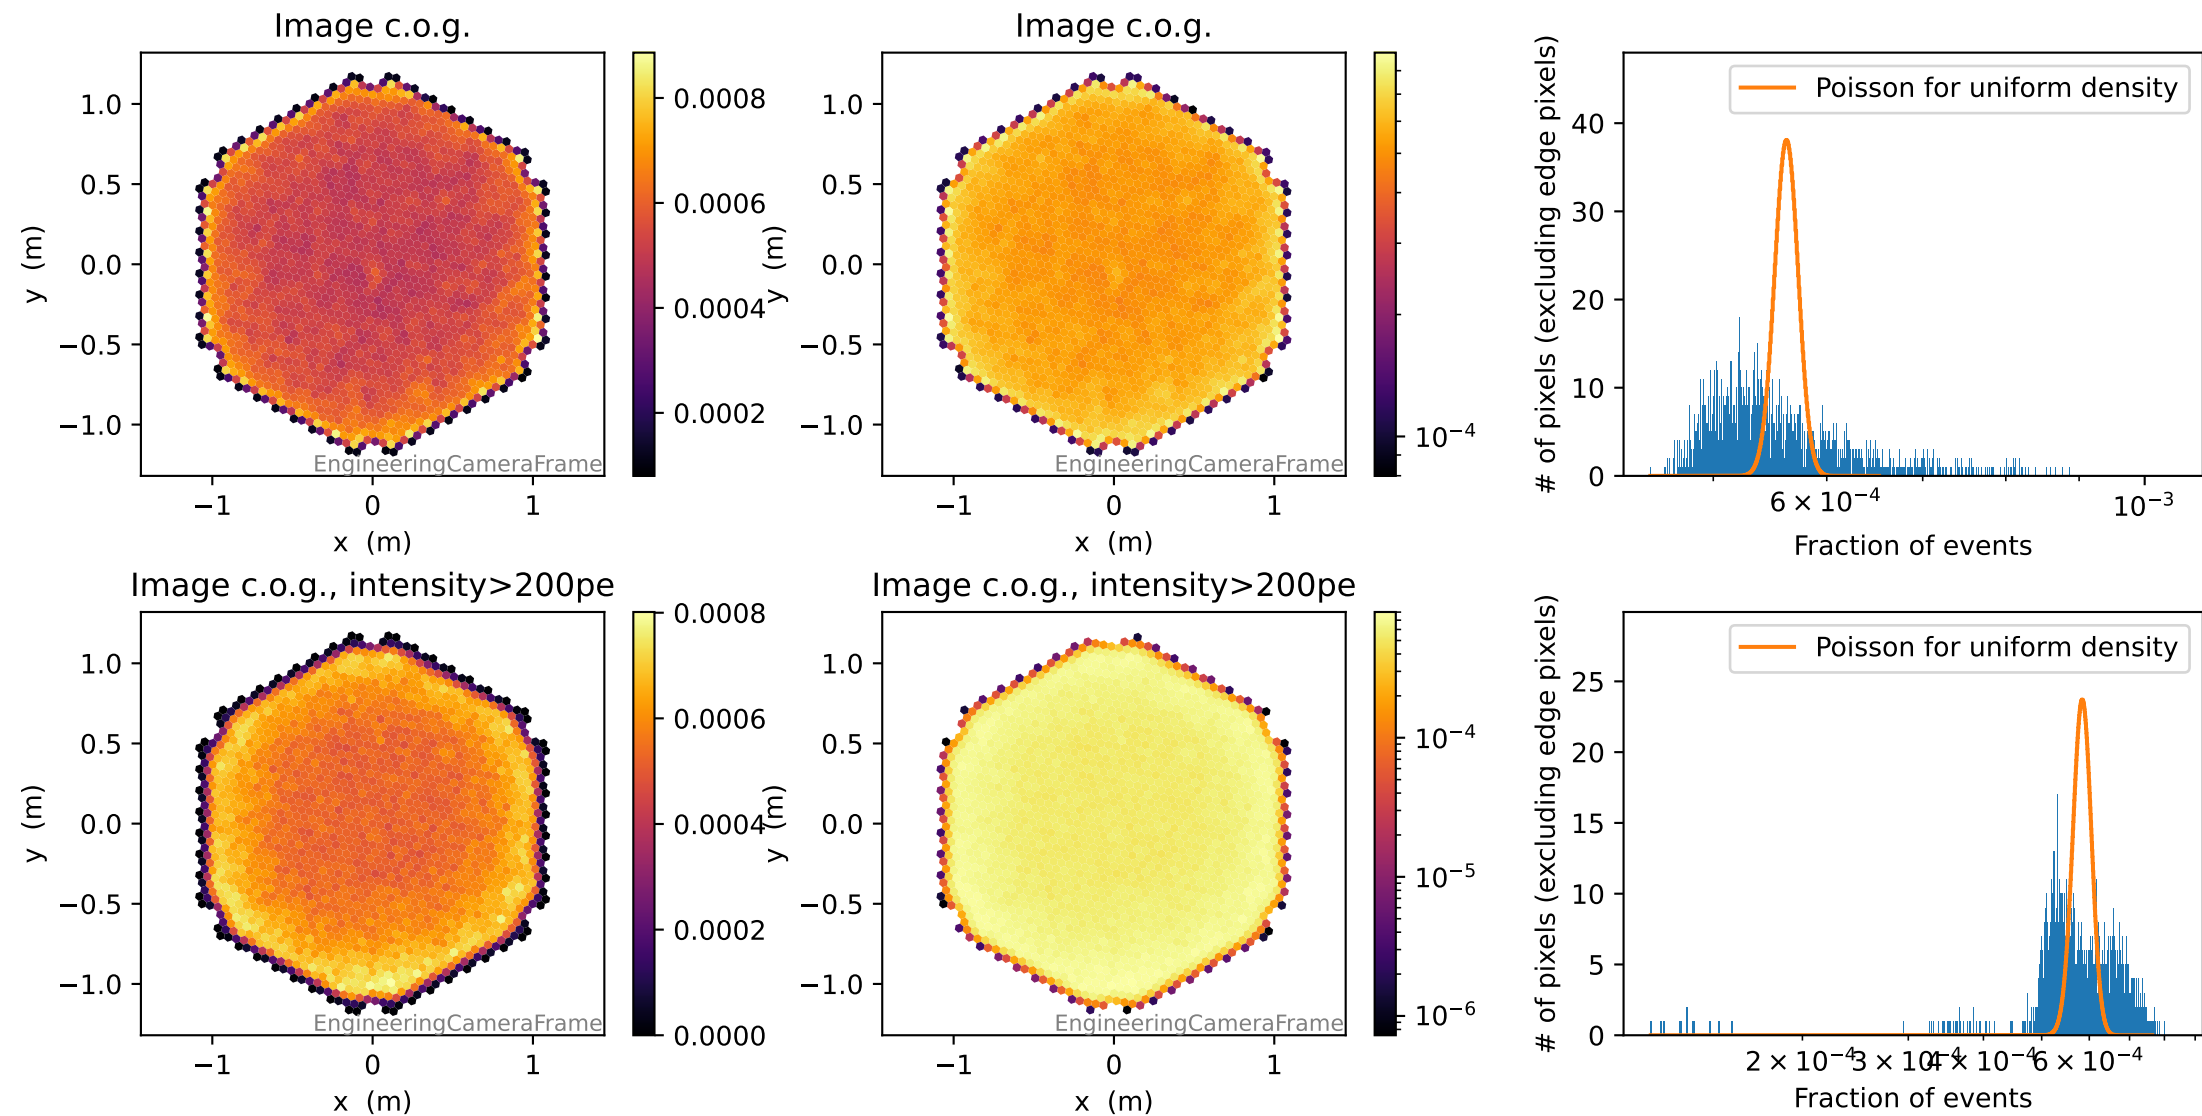 Image c.o.g.
y (m)
1.0
0.5
0.0
−0.5
−1.0
−1
0
1
x (m)
EngineeringCameraFrame
0.0008
0.0006
0.0004
0.0002
Image c.o.g.
y (m)
1.0
0.5
0.0
−0.5
−1.0
−1
0
1
x (m)
EngineeringCameraFrame
10⁻⁴
# of pixels (excluding edge pixels)
40
30
20
10
0
Poisson for uniform density
6 × 10⁻⁴
10⁻³
Fraction of events
Image c.o.g., intensity>200pe
y (m)
1.0
0.5
0.0
−0.5
−1.0
−1
0
1
x (m)
EngineeringCameraFrame
0.0008
0.0006
0.0004
0.0002
0.0000
Image c.o.g., intensity>200pe
y (m)
1.0
0.5
0.0
−0.5
−1.0
−1
0
1
x (m)
EngineeringCameraFrame
10⁻⁴
10⁻⁵
10⁻⁶
# of pixels (excluding edge pixels)
25
20
15
10
5
0
Poisson for uniform density
2 × 10⁻⁴
3 × 10⁻⁴
4 × 10⁻⁴
6 × 10⁻⁴
Fraction of events